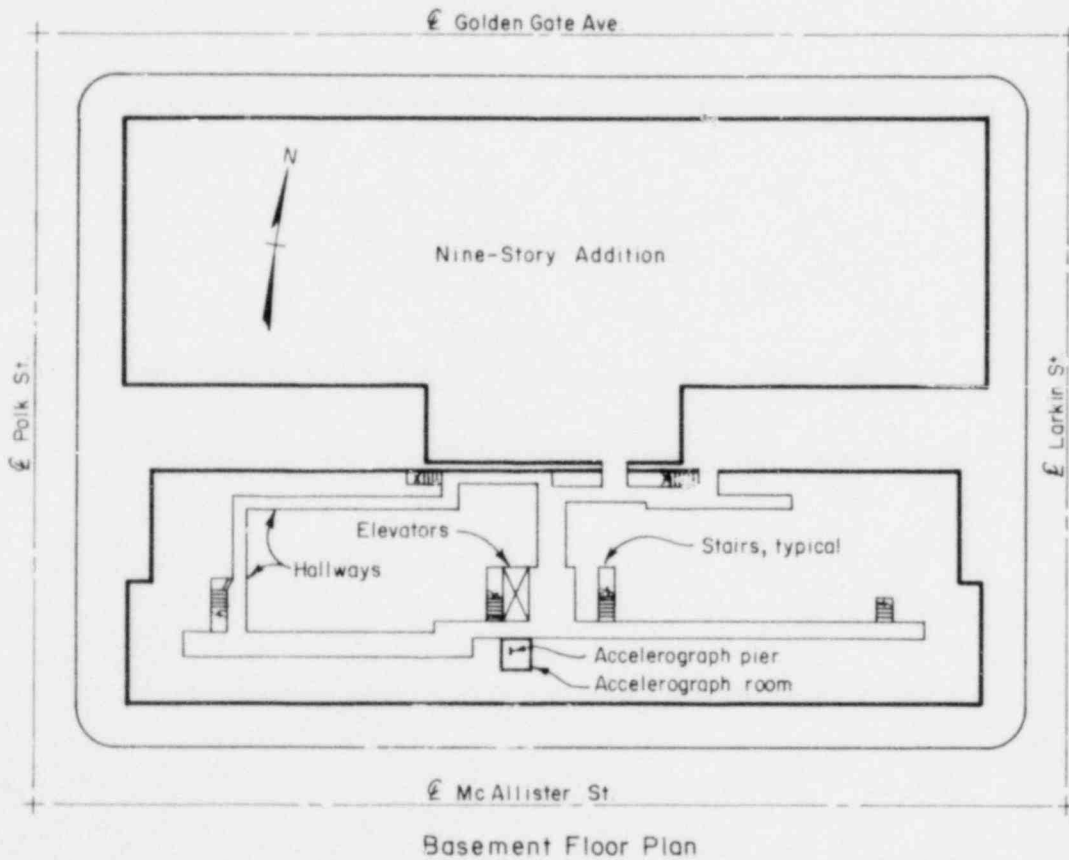 ℄ Golden Gate Ave.
N
Nine-Story Addition
℄ Polk St.
℄ Larkin St.
Elevators
Stairs, typical
Hallways
Accelerograph pier
Accelerograph room
℄ McAllister St.
Basement Floor Plan